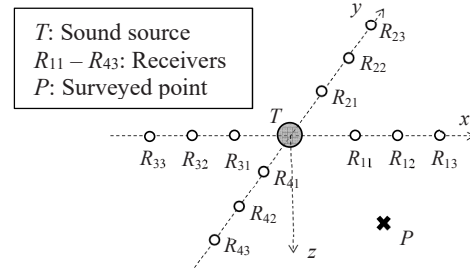 T: Sound source
R11 – R43: Receivers
P: Surveyed point
y
R23
R22
R21
T
x
R33 R32 R31 R11 R12 R13
R41
R42
R43
z
P